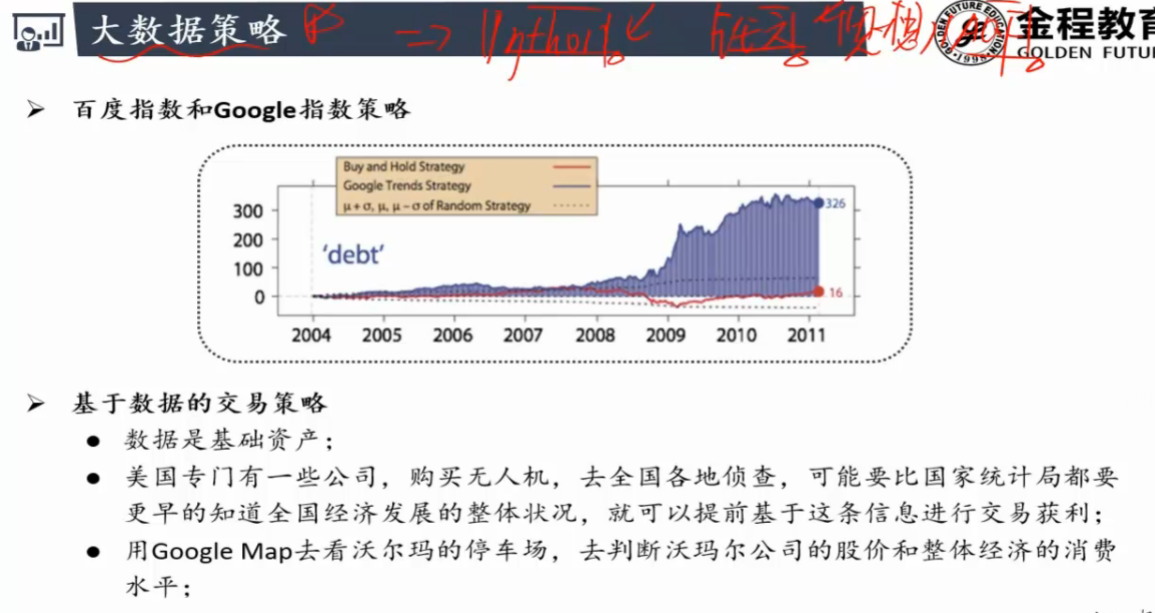 大数据策略 => python
金程教育
GOLDEN FUTURE EDUCATION
1998
GOLDEN FUTU
➢ 百度指数和Google指数策略
Buy and Hold Strategy
Google Trends Strategy
μ+σ, μ, μ−σ of Random Strategy
300
200
100
0
'debt'
326
16
2004 2005 2006 2007 2008 2009 2010 2011
➢ 基于数据的交易策略
● 数据是基础资产；
● 美国专门有一些公司，购买无人机，去全国各地侦查，可能要比国家统计局都要
更早的知道全国经济发展的整体状况，就可以提前基于这条信息进行交易获利；
● 用Google Map去看沃尔玛的停车场，去判断沃玛尔公司的股价和整体经济的消费
水平；